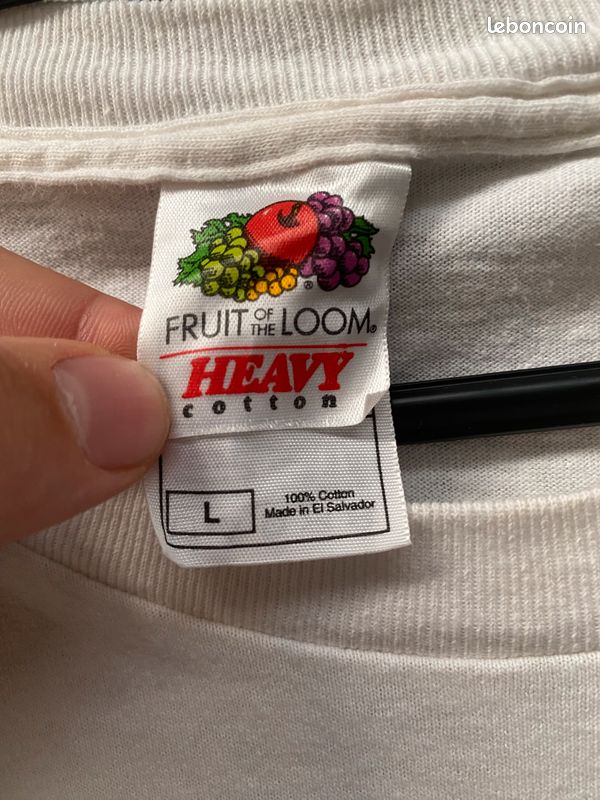 leboncoin
FRUIT OF THE LOOM®
HEAVY
cotton
L
100% Cotton
Made in El Salvador